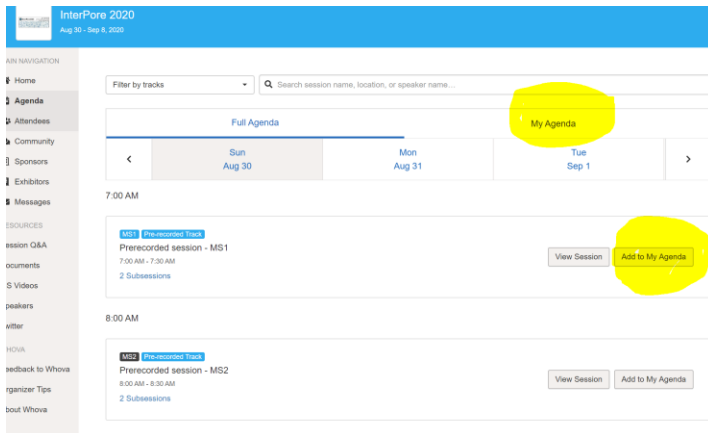 InterPore 2020
Aug 30 - Sep 8, 2020
AIN NAVIGATION
Home
Agenda
Attendees
Community
Sponsors
Exhibitors
Messages
ESOURCES
ession Q&A
ocuments
S Videos
peakers
witter
HOVA
eedback to Whova
rganizer Tips
bout Whova
Filter by tracks
Search session name, location, or speaker name...
Full Agenda
My Agenda
Sun
Aug 30
Mon
Aug 31
Tue
Sep 1
7:00 AM
MS1 Pre-recorded Track
Prerecorded session - MS1
7:00 AM - 7:30 AM
2 Subsessions
View Session
Add to My Agenda
8:00 AM
MS2 Pre-recorded Track
Prerecorded session - MS2
8:00 AM - 8:30 AM
2 Subsessions
View Session
Add to My Agenda